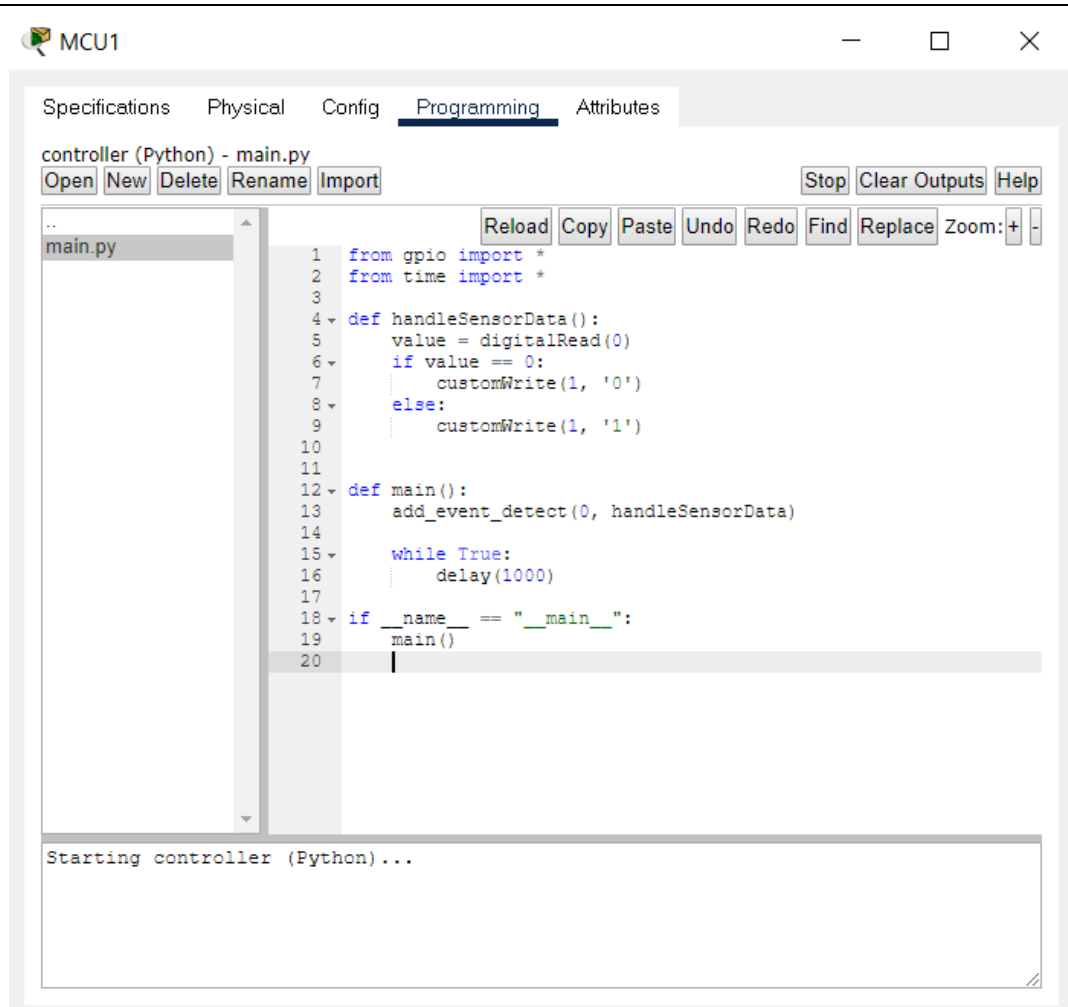 MCU1
Specifications Physical Config Programming Attributes
controller (Python) - main.py
Open New Delete Rename Import Stop Clear Outputs Help
Reload Copy Paste Undo Redo Find Replace Zoom: + -
..
main.py
1 from gpio import *
2 from time import *
3
4 def handleSensorData():
5     value = digitalRead(0)
6     if value == 0:
7         customWrite(1, '0')
8     else:
9         customWrite(1, '1')
10
11
12 def main():
13     add_event_detect(0, handleSensorData)
14
15     while True:
16         delay(1000)
17
18 if __name__ == "__main__":
19     main()
20
Starting controller (Python)...